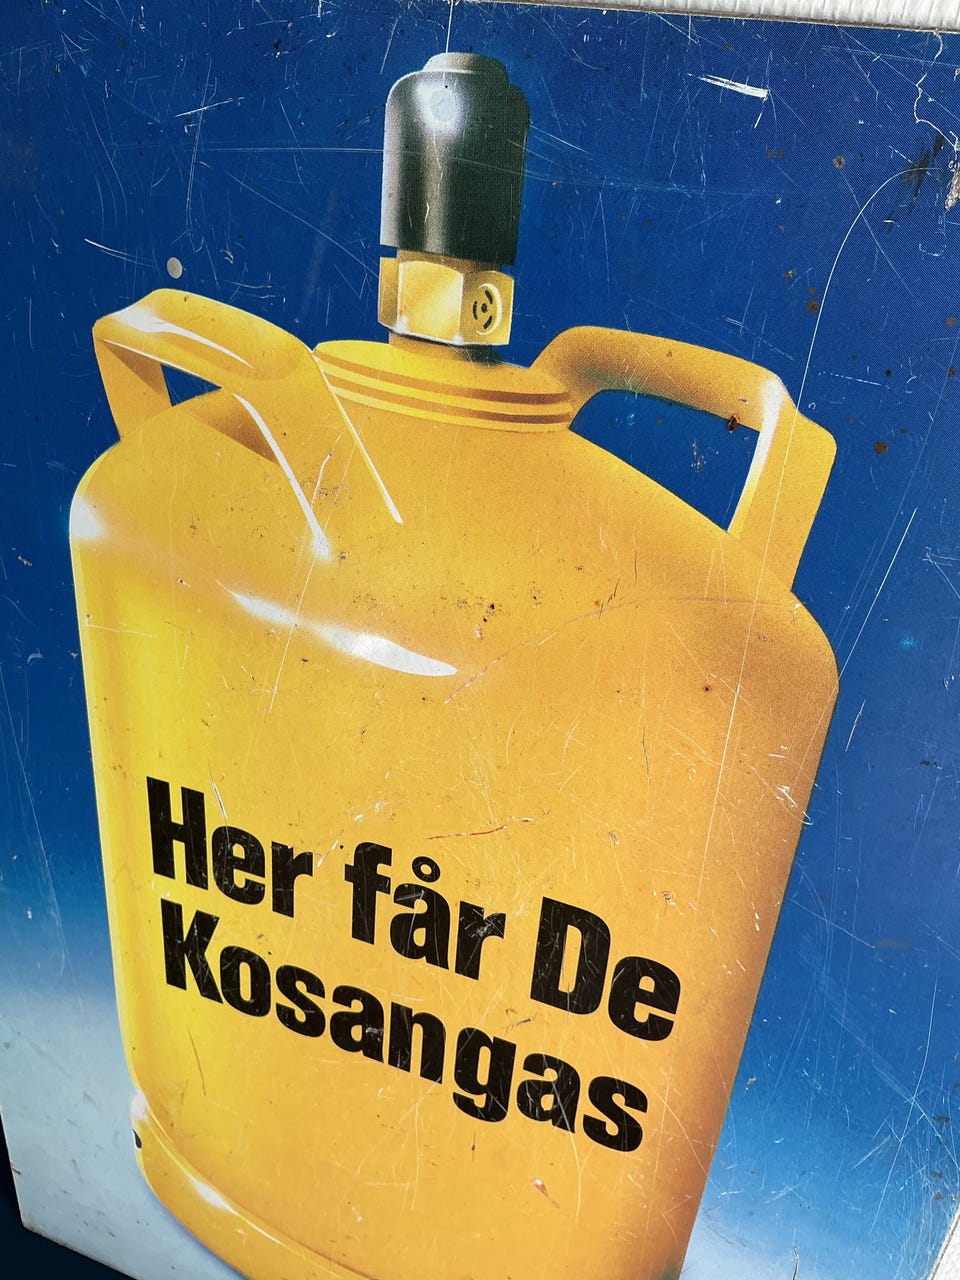 Her får De
Kosangas